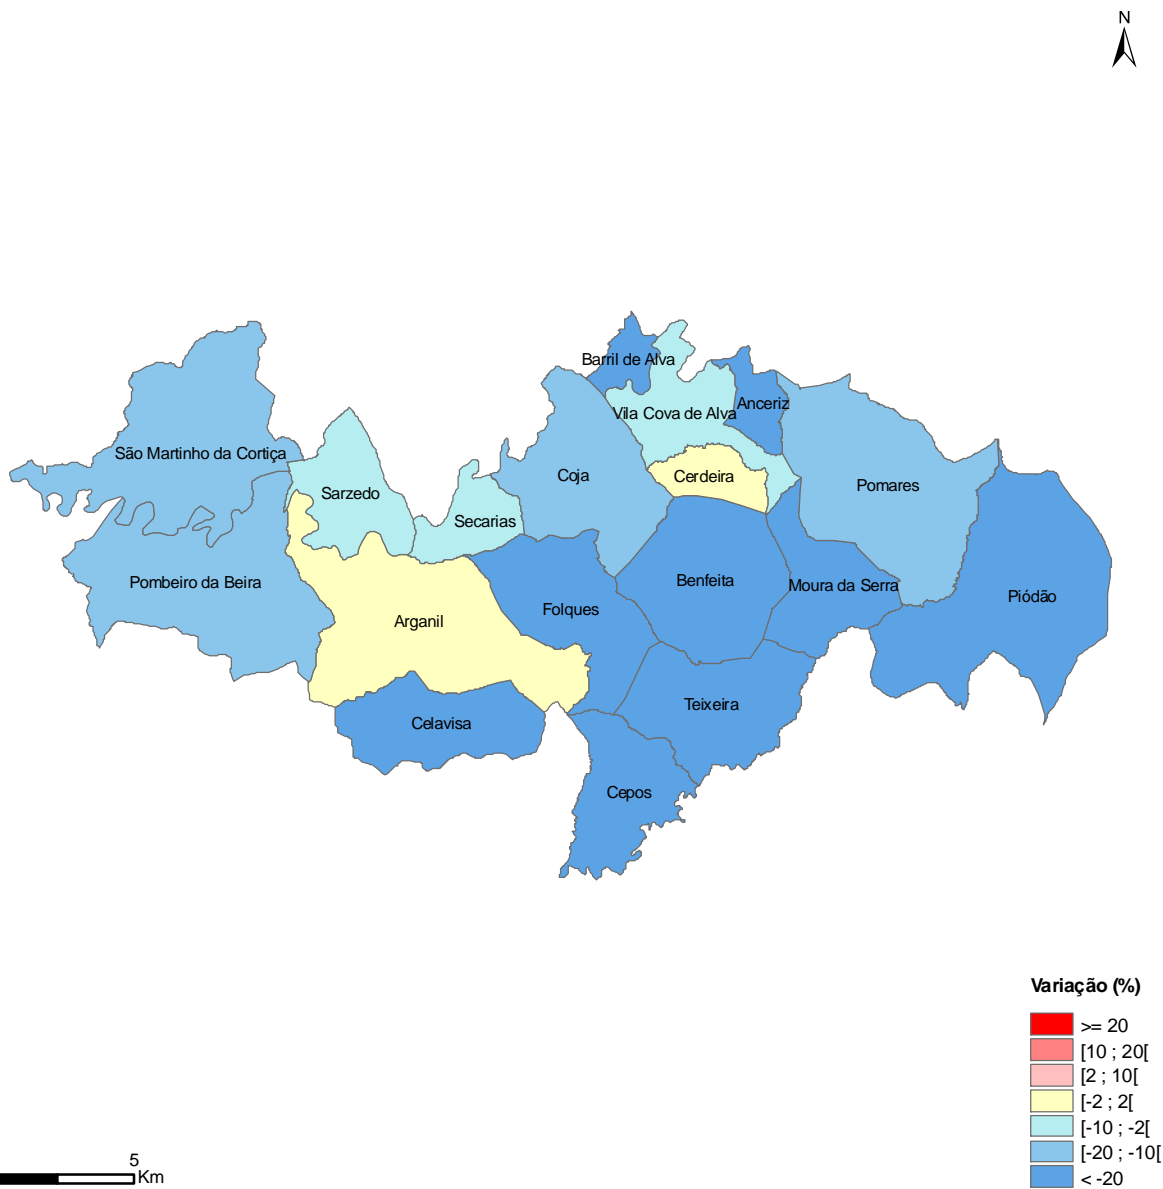 N
Barril de Alva
Vila Cova de Alva
Anceriz
São Martinho da Cortiça
Coja
Cerdeira
Pomares
Sarzedo
Secarias
Pombeiro da Beira
Benfeita
Moura da Serra
Piódão
Folques
Arganil
Teixeira
Celavisa
Cepos
Variação (%)
>= 20
[10 ; 20[
[2 ; 10[
[-2 ; 2[
[-10 ; -2[
[-20 ; -10[
< -20
5
Km